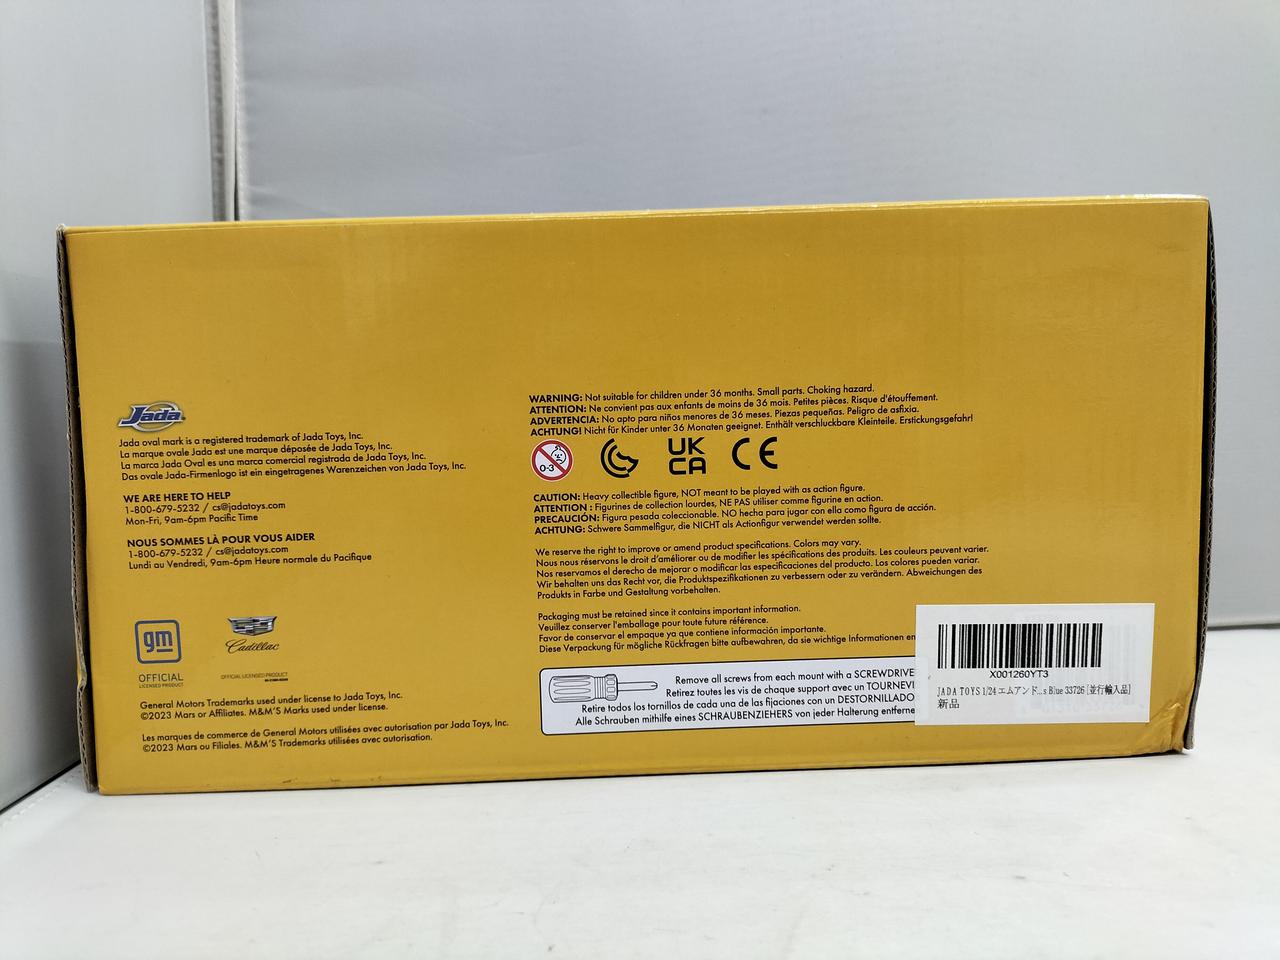 Jada
Jada oval mark is a registered trademark of Jada Toys, Inc.
La marque ovale Jada est une marque déposée de Jada Toys, Inc.
La marca Jada Oval es una marca comercial registrada de Jada Toys, Inc.
Das ovale Jada-Firmenlogo ist ein eingetragenes Warenzeichen von Jada Toys, Inc.
WE ARE HERE TO HELP
1-800-679-5232 / cs@jadatoys.com
Mon-Fri, 9am-6pm Pacific Time
NOUS SOMMES LÀ POUR VOUS AIDER
1-800-679-5232 / cs@jadatoys.com
Lundi au Vendredi, 9am-6pm Heure normale du Pacifique
gm
OFFICIAL
LICENSED PRODUCT
Cadillac
OFFICIAL LICENSED PRODUCT
General Motors Trademarks used under license to Jada Toys, Inc.
©2023 Mars or Affiliates. M&M'S Marks used under license.
Les marques de commerce de General Motors utilisées avec autorisation par Jada Toys, Inc.
©2023 Mars ou Filiales. M&M'S Trademarks utilisées avec autorisation.
WARNING: Not suitable for children under 36 months. Small parts. Choking hazard.
ATTENTION: Ne convient pas aux enfants de moins de 36 mois. Petites pièces. Risque d'étouffement.
ADVERTENCIA: No apto para niños menores de 36 meses. Piezas pequeñas. Peligro de asfixia.
ACHTUNG! Nicht für Kinder unter 36 Monaten geeignet. Enthält verschluckbare Kleinteile. Erstickungsgefahr!
0-3
UK
CA
CE
CAUTION: Heavy collectible figure, NOT meant to be played with as action figure.
ATTENTION : Figurines de collection lourdes, NE PAS utiliser comme figurine en action.
PRECAUCIÓN: Figura pesada coleccionable. NO hecha para jugar con ella como figura de acción.
ACHTUNG: Schwere Sammelfigur, die NICHT als Actionfigur verwendet werden sollte.
We reserve the right to improve or amend product specifications. Colors may vary.
Nous nous réservons le droit d'améliorer ou de modifier les spécifications des produits. Les couleurs peuvent varier.
Nos reservamos el derecho de mejorar o modificar las especificaciones del producto. Los colores pueden variar.
Wir behalten uns das Recht vor, die Produktspezifikationen zu verbessern oder zu verändern. Abweichungen des
Produkts in Farbe und Gestaltung vorbehalten.
Packaging must be retained since it contains important information.
Veuillez conserver l'emballage pour toute future référence.
Favor de conservar el empaque ya que contiene información importante.
Diese Verpackung für mögliche Rückfragen bitte aufbewahren, da sie wichtige Informationen en
Remove all screws from each mount with a SCREWDRIVE
Retirez toutes les vis de chaque support avec un TOURNEVI
Retire todos los tornillos de cada una de las fijaciones con un DESTORNILLADO
Alle Schrauben mithilfe eines SCHRAUBENZIEHERS von jeder Halterung entferne
X001260YT3
JADA TOYS 1/24 エムアンド...s Blue 33726 [並行輸入品]
新品